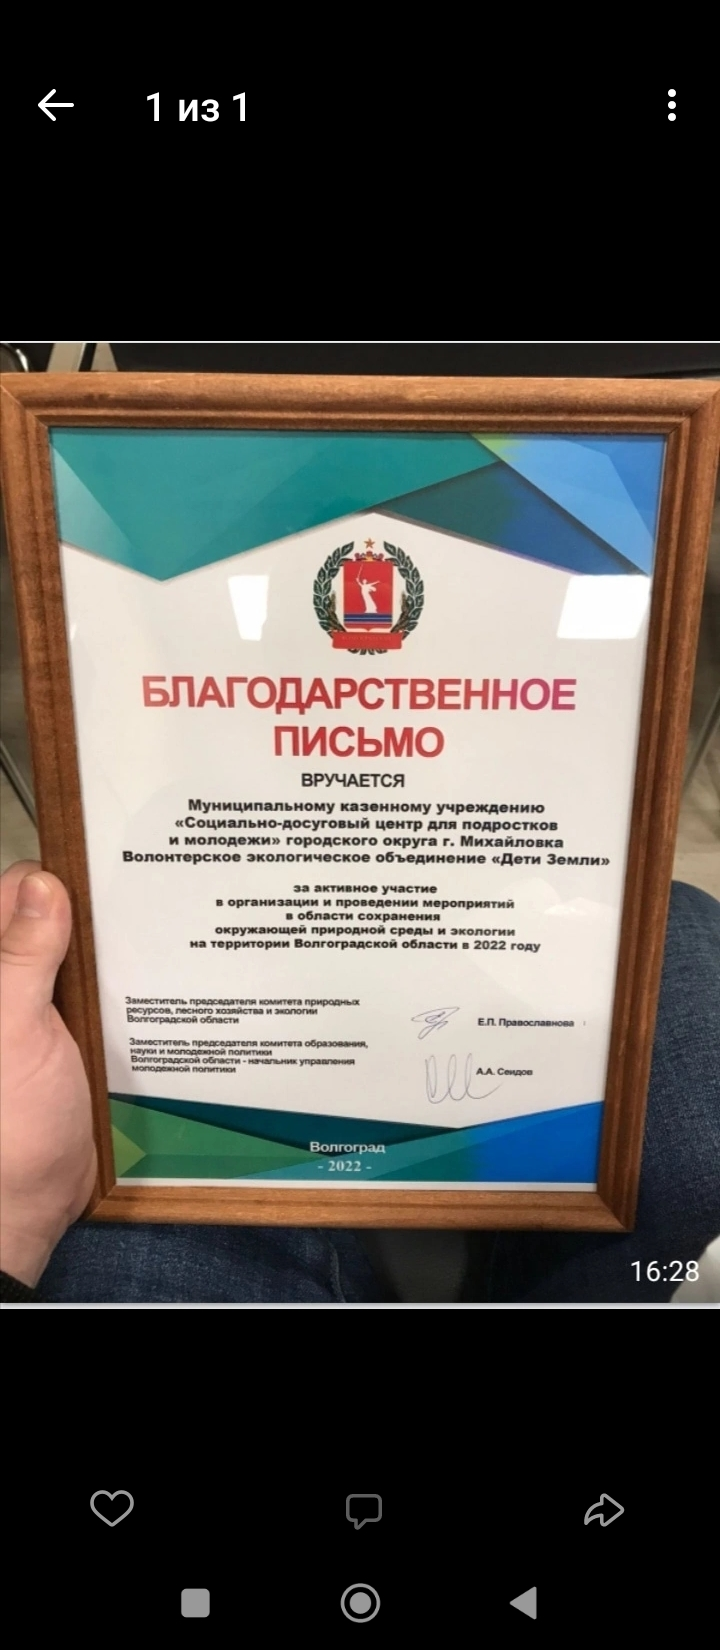 1 из 1
БЛАГОДАРСТВЕННОЕ
ПИСЬМО
ВРУЧАЕТСЯ
Муниципальному казенному учреждению
«Социально-досуговый центр для подростков
и молодежи» городского округа г. Михайловка
Волонтерское экологическое объединение «Дети Земли»
за активное участие
в организации и проведении мероприятий
в области сохранения
окружающей природной среды и экологии
на территории Волгоградской области в 2022 году
Заместитель председателя комитета природных
ресурсов, лесного хозяйства и экологии
Волгоградской области
Е.П. Православнова
Заместитель председателя комитета образования,
науки и молодежной политики
Волгоградской области - начальник управления
молодежной политики
А.А. Сеидов
Волгоград
- 2022 -
16:28